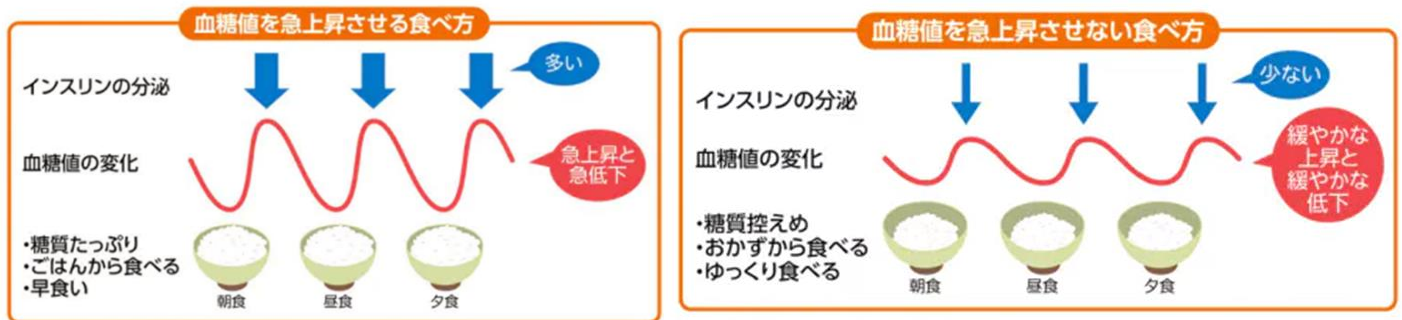 血糖値を急上昇させる食べ方
インスリンの分泌
多い
血糖値の変化
急上昇と
急低下
・糖質たっぷり
・ごはんから食べる
・早食い
朝食
昼食
夕食
血糖値を急上昇させない食べ方
インスリンの分泌
少ない
血糖値の変化
緩やかな
上昇と
緩やかな
低下
・糖質控えめ
・おかずから食べる
・ゆっくり食べる
朝食
昼食
夕食